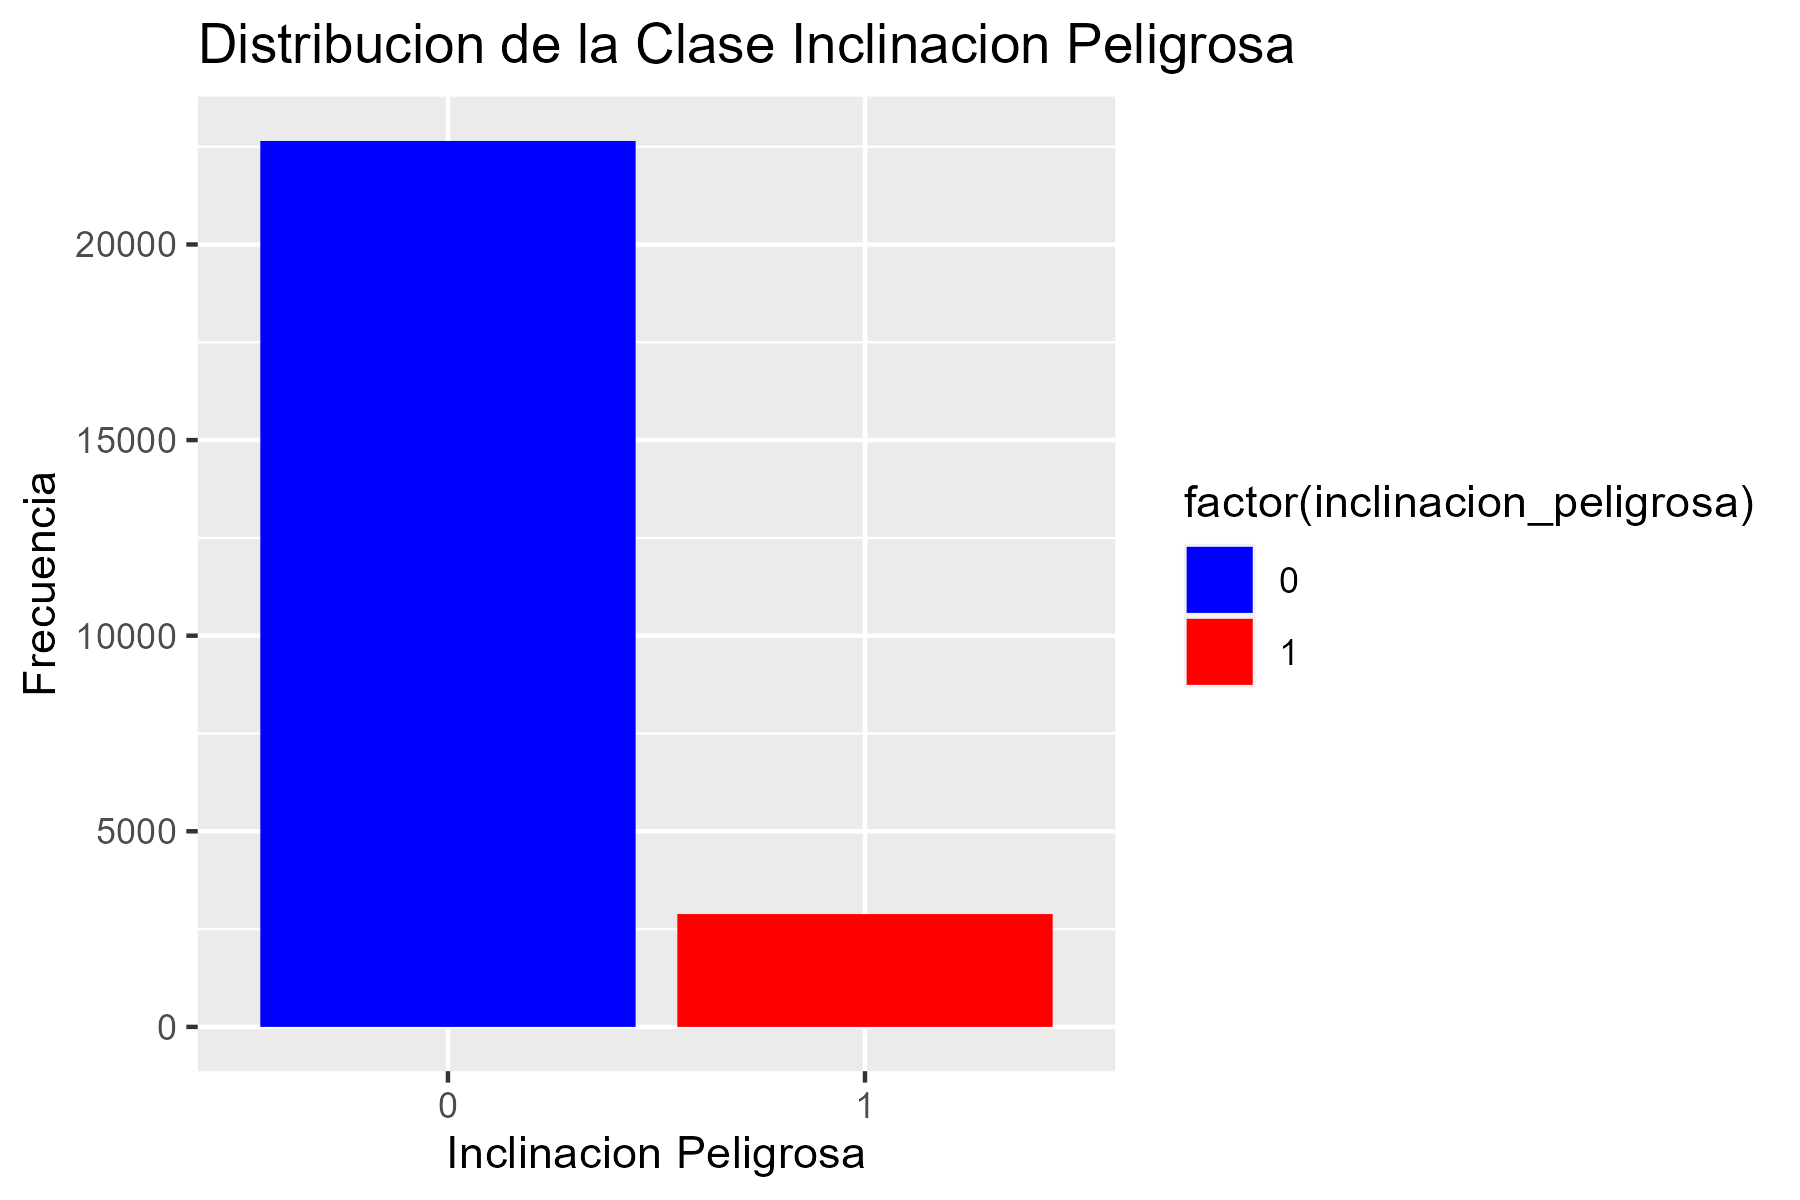 Distribucion de la Clase Inclinacion Peligrosa
Frecuencia
20000
15000
10000
5000
0
0
1
Inclinacion Peligrosa
factor(inclinacion_peligrosa)
0
1